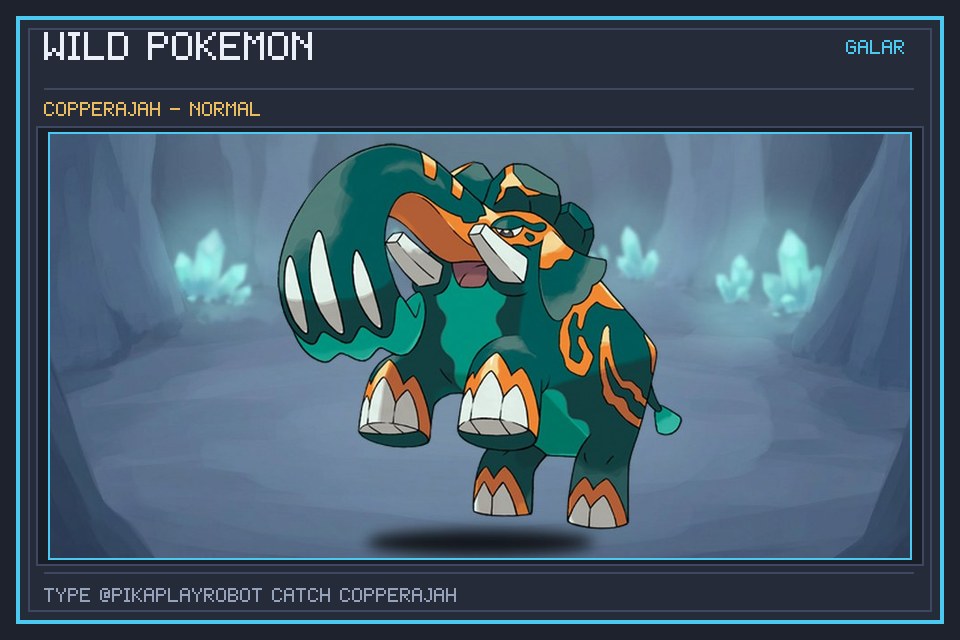 WILD POKEMON
GALAR
COPPERAJAH - NORMAL
TYPE @PIKAPLAYROBOT CATCH COPPERAJAH